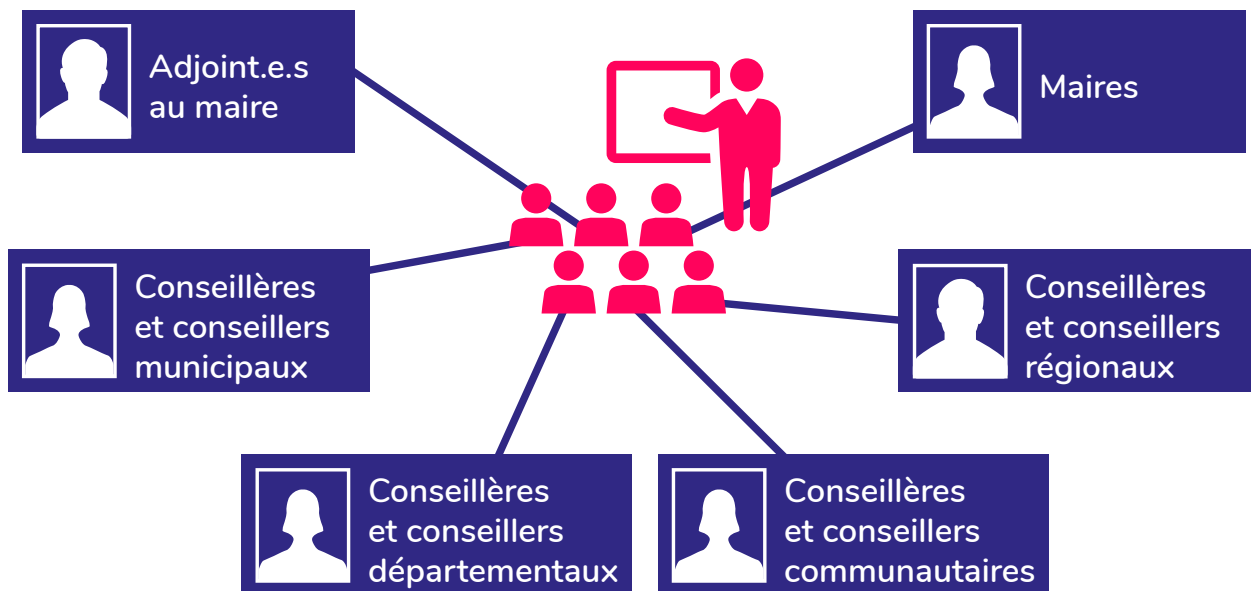 Adjoint.e.s
au maire
Maires
Conseillères
et conseillers
municipaux
Conseillères
et conseillers
régionaux
Conseillères
et conseillers
départementaux
Conseillères
et conseillers
communautaires